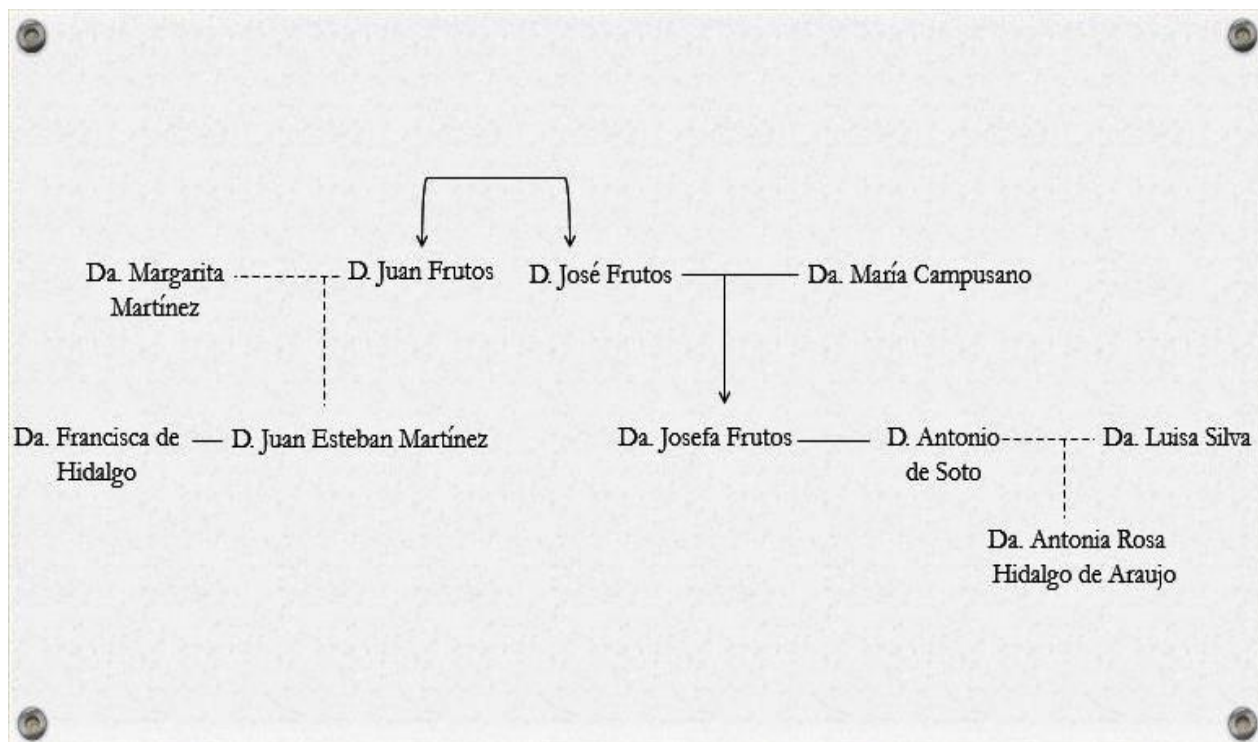 Da. Margarita
Martínez
D. Juan Frutos
D. José Frutos
Da. María Campusano
Da. Francisca de
Hidalgo
D. Juan Esteban Martínez
Da. Josefa Frutos
D. Antonio
de Soto
Da. Luisa Silva
Da. Antonia Rosa
Hidalgo de Araujo